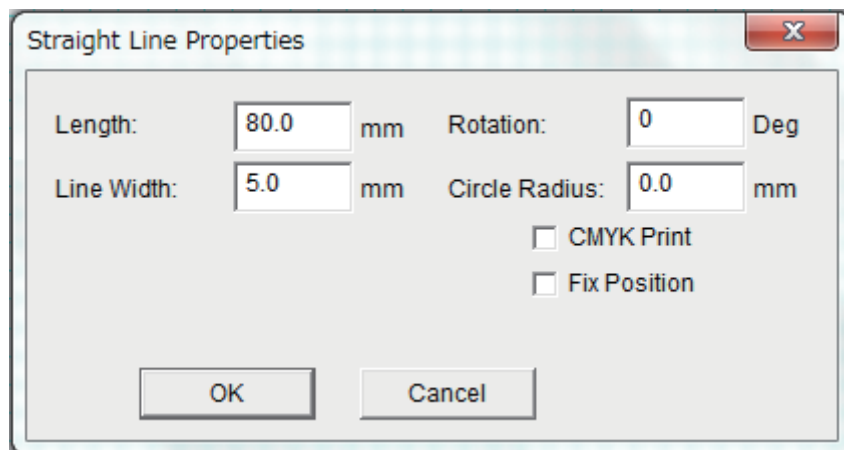 Straight Line Properties
Length: 80.0 mm Rotation: 0 Deg
Line Width: 5.0 mm Circle Radius: 0.0 mm
CMYK Print
Fix Position
OK Cancel